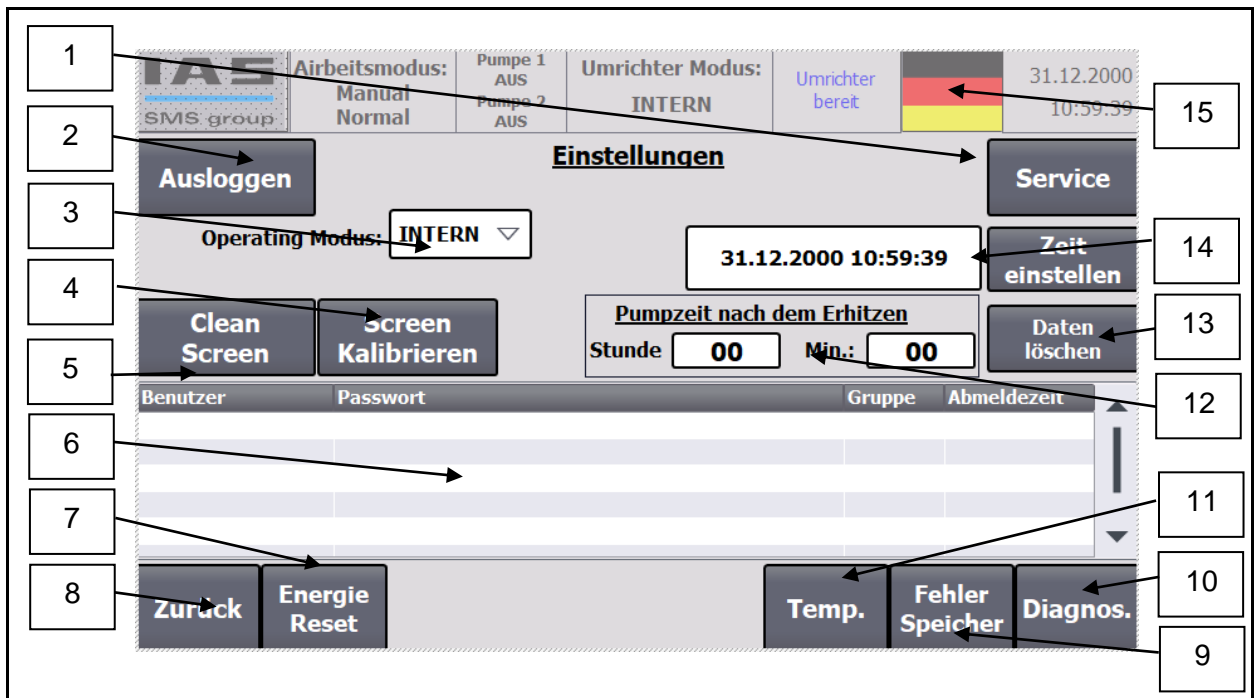 1
IAS
SMS group
Airbeitsmodus:
Manual
Normal
Pumpe 1
AUS
Pumpe 2
AUS
Umrichter Modus:
INTERN
Umrichter
bereit
31.12.2000
10:59:39
15
2
Ausloggen
Einstellungen
Service
3
Operating Modus:
INTERN
31.12.2000 10:59:39
Zeit
einstellen
14
4
Clean
Screen
Screen
Kalibrieren
Pumpzeit nach dem Erhitzen
Stunde 00 Min.: 00
Daten
löschen
13
5
Benutzer Passwort Gruppe Abmeldezeit
12
6
7
11
8
Zurück
Energie
Reset
Temp.
Fehler
Speicher
Diagnos.
10
9